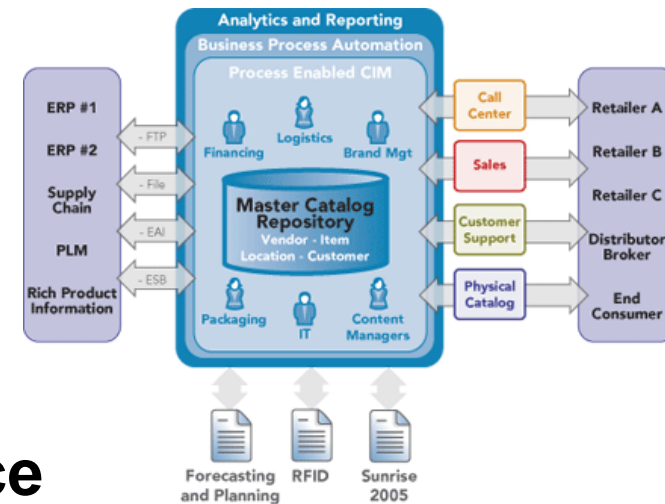 Analytics and Reporting
Business Process Automation
Process Enabled CIM
ERP #1
ERP #2
Supply
Chain
PLM
Rich Product
Information
- FTP
- File
- EAI
- ESB
Financing
Logistics
Brand Mgt
Master Catalog
Repository
Vendor - Item
Location - Customer
Packaging
IT
Content
Managers
Call
Center
Sales
Customer
Support
Physical
Catalog
Retailer A
Retailer B
Retailer C
Distributor
Broker
End
Consumer
Forecasting
and Planning
RFID
Sunrise
2005
ce